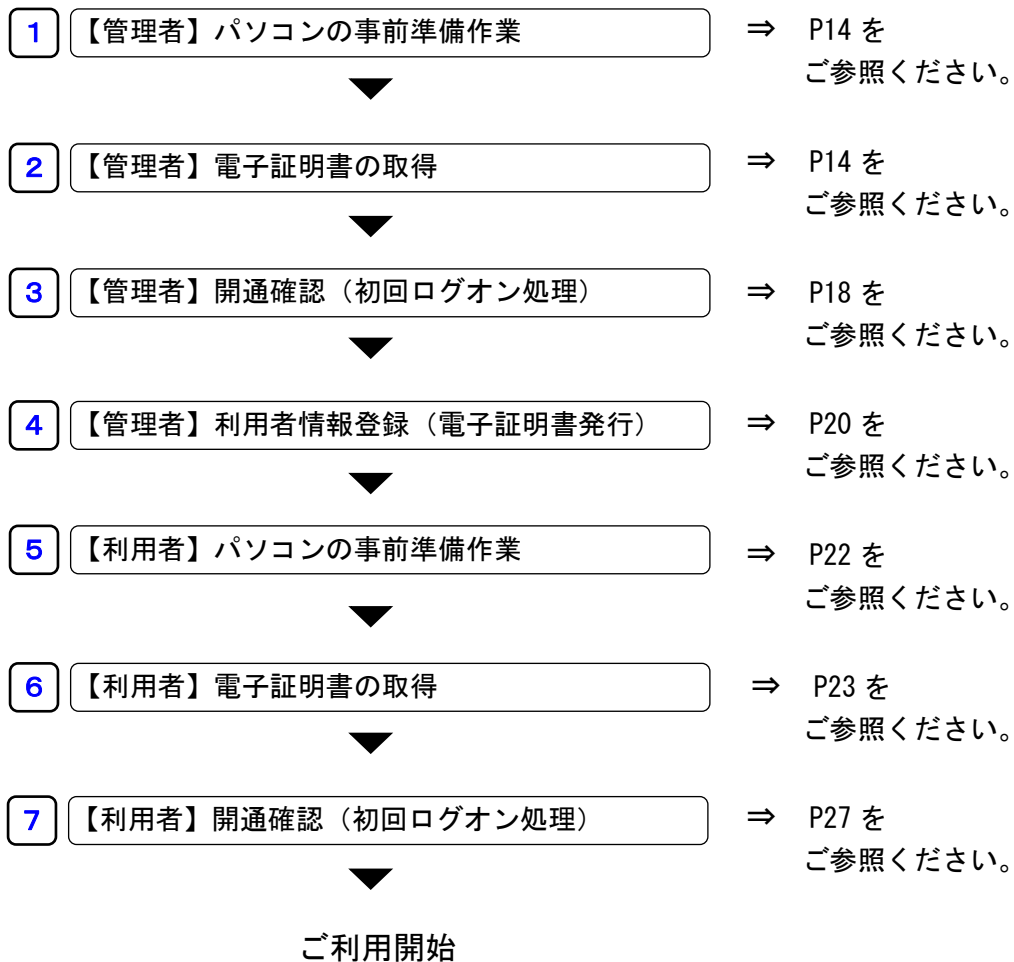 1 【管理者】パソコンの事前準備作業 ⇒ P14 を
ご参照ください。
2 【管理者】電子証明書の取得 ⇒ P14 を
ご参照ください。
3 【管理者】開通確認（初回ログオン処理） ⇒ P18 を
ご参照ください。
4 【管理者】利用者情報登録（電子証明書発行） ⇒ P20 を
ご参照ください。
5 【利用者】パソコンの事前準備作業 ⇒ P22 を
ご参照ください。
6 【利用者】電子証明書の取得 ⇒ P23 を
ご参照ください。
7 【利用者】開通確認（初回ログオン処理） ⇒ P27 を
ご参照ください。
ご利用開始